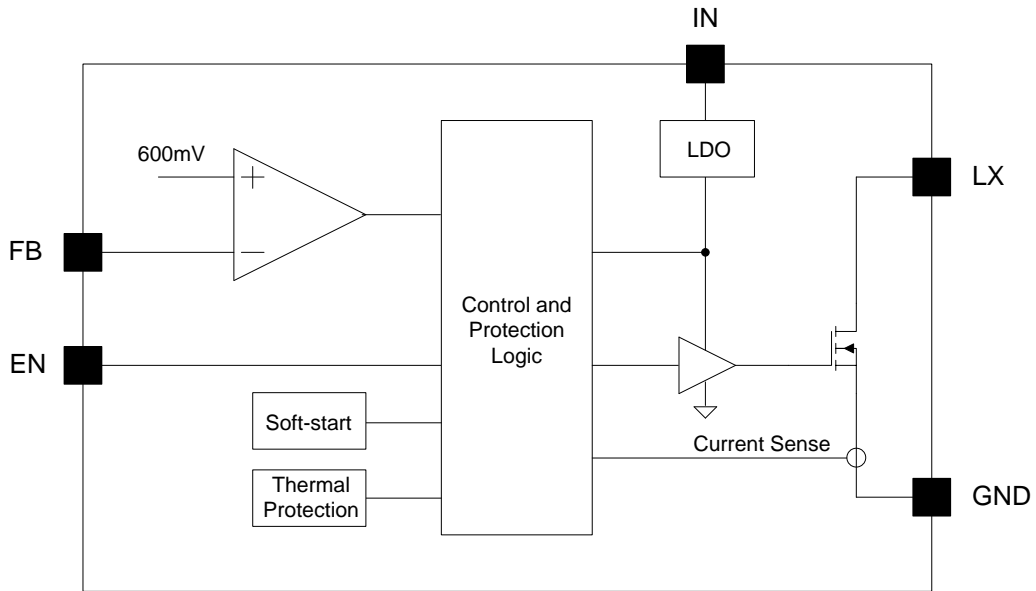 IN
600mV
LDO
LX
FB
Control and
Protection
Logic
EN
Soft-start
Current Sense
Thermal
Protection
GND